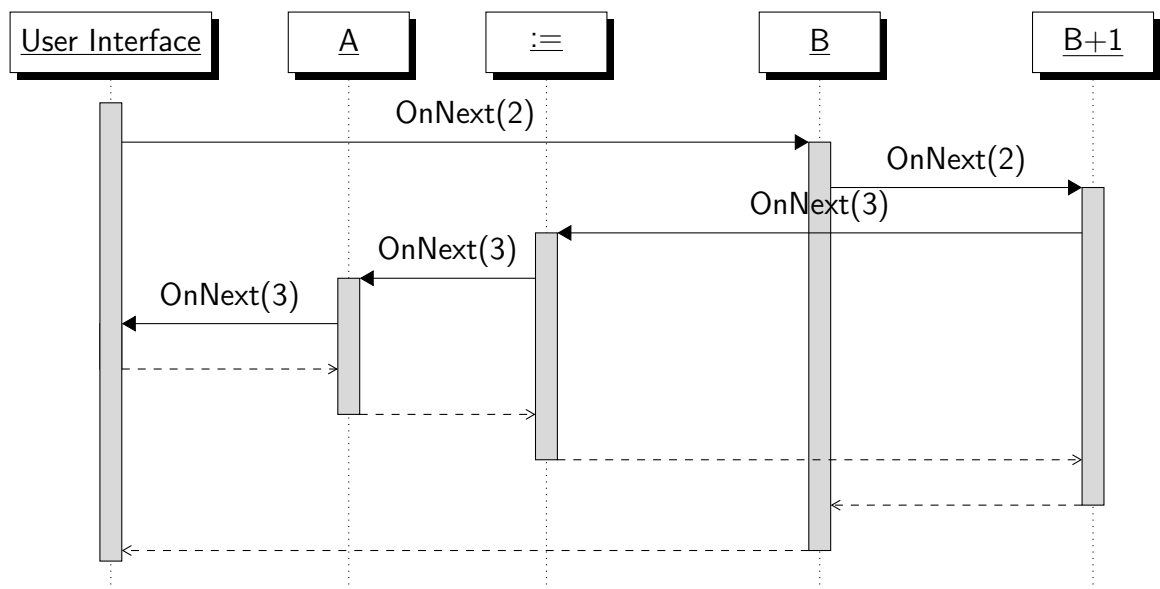 User Interface
A
:=
B
B+1
OnNext(2)
OnNext(2)
OnNext(3)
OnNext(3)
OnNext(3)